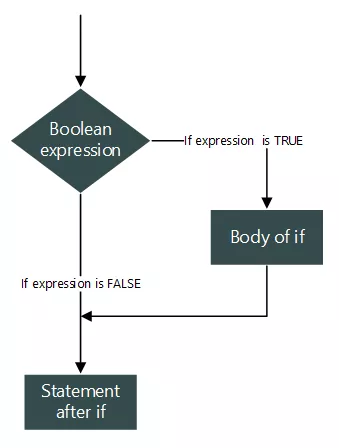 Boolean
expression
If expression is TRUE
Body of if
If expression is FALSE
Statement
after if